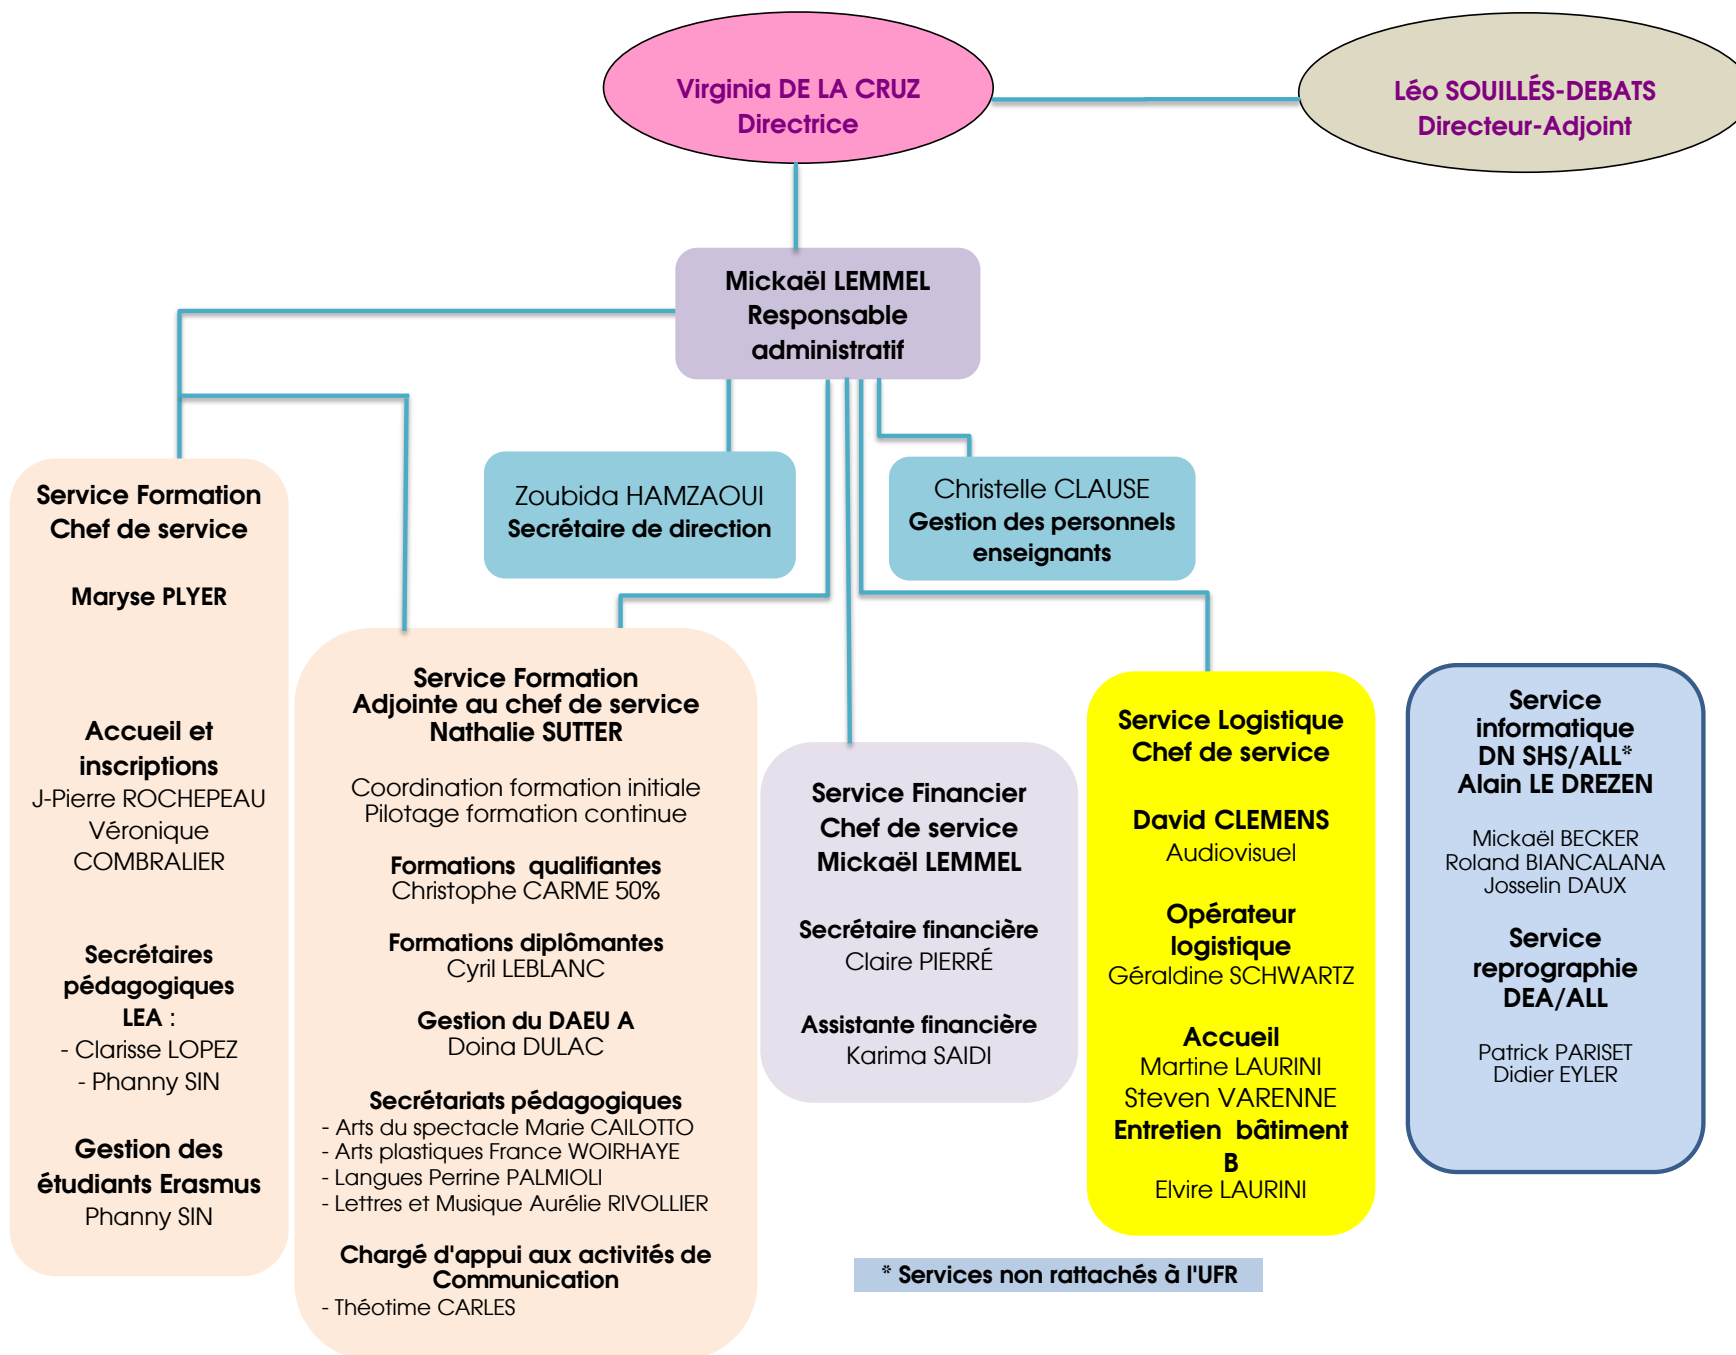 Virginia DE LA CRUZ
Directrice
Léo SOUILLÉS-DEBATS
Directeur-Adjoint
Mickaël LEMMEL
Responsable
administratif
Zoubida HAMZAOUI
Secrétaire de direction
Christelle CLAUSE
Gestion des personnels
enseignants
Service Formation
Chef de service
Maryse PLYER
Accueil et
inscriptions
J-Pierre ROCHEPEAU
Véronique
COMBRALIER
Secrétaires
pédagogiques
LEA :
- Clarisse LOPEZ
- Phanny SIN
Gestion des
étudiants Erasmus
Phanny SIN
Service Formation
Adjointe au chef de service
Nathalie SUTTER
Coordination formation initiale
Pilotage formation continue
Formations  qualifiantes
Christophe CARME 50%
Formations diplômantes
Cyril LEBLANC
Gestion du DAEU A
Doina DULAC
Secrétariats pédagogiques
- Arts du spectacle Marie CAILOTTO
- Arts plastiques France WOIRHAYE
- Langues Perrine PALMIOLI
- Lettres et Musique Aurélie RIVOLLIER
Chargé d'appui aux activités de
Communication
- Théotime CARLES
Service Financier
Chef de service
Mickaël LEMMEL
Secrétaire financière
Claire PIERRÉ
Assistante financière
Karima SAIDI
Service Logistique
Chef de service
David CLEMENS
Audiovisuel
Opérateur
logistique
Géraldine SCHWARTZ
Accueil
Martine LAURINI
Steven VARENNE
Entretien  bâtiment
B
Elvire LAURINI
Service
informatique
DN SHS/ALL*
Alain LE DREZEN
Mickaël BECKER
Roland BIANCALANA
Josselin DAUX
Service
reprographie
DEA/ALL
Patrick PARISET
Didier EYLER
* Services non rattachés à l'UFR